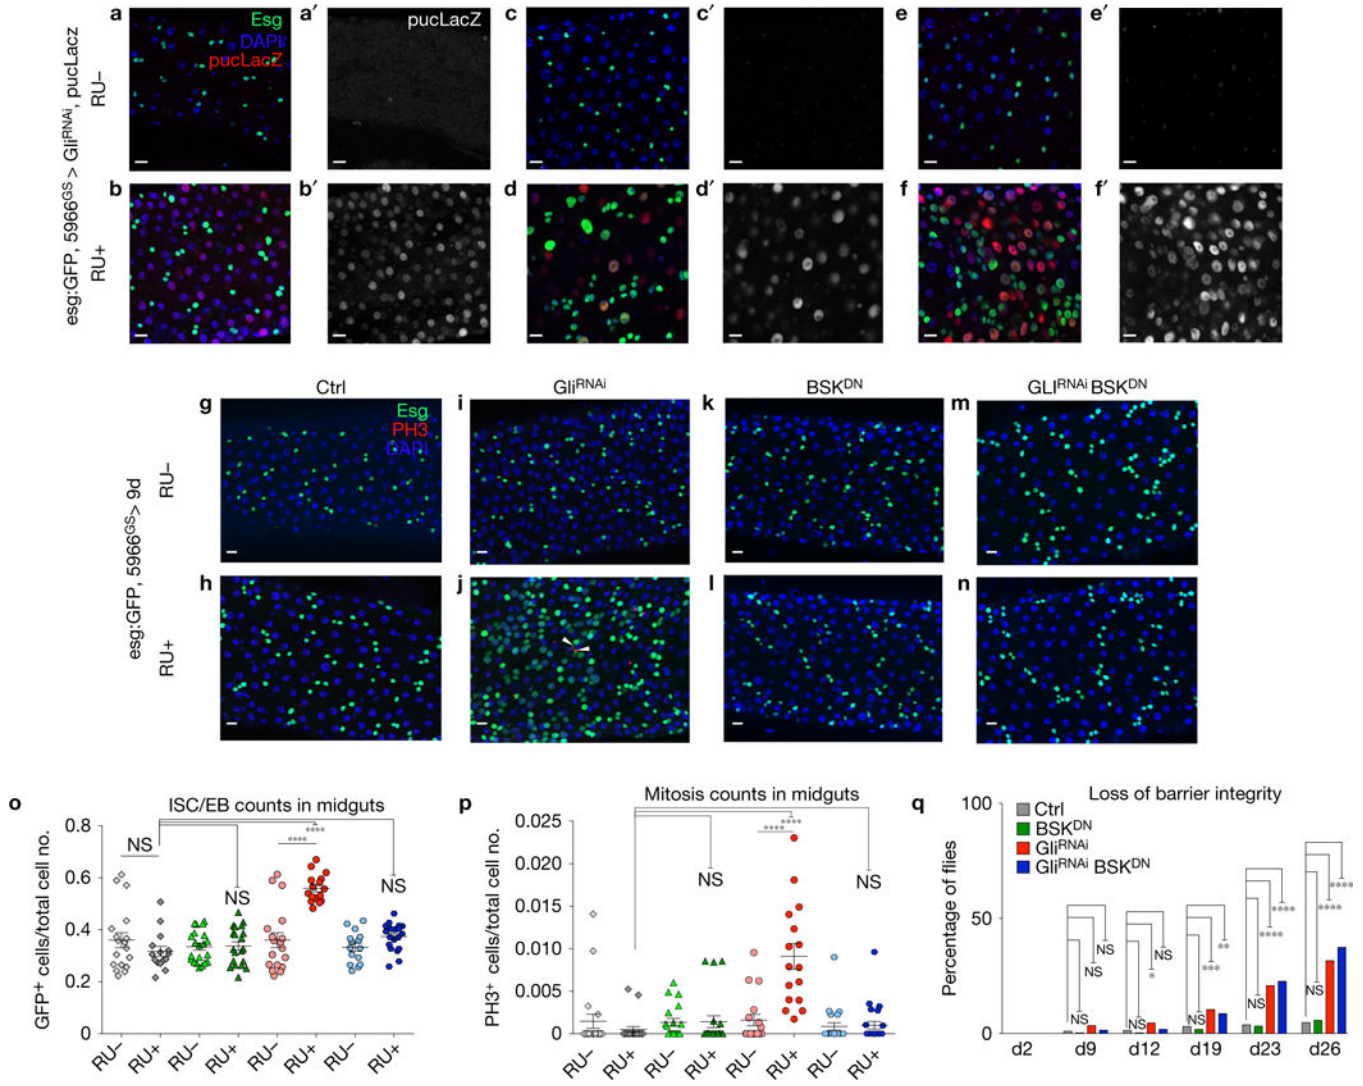 a
Esg
DAPI
pucLacZ
a′
pucLacZ
c
c′
e
e′
b
b′
d
d′
f
f′
esg:GFP, 5966GS > GliRNAi, pucLacz
RU–
RU+
Ctrl
GliRNAi
BSKDN
GLIRNAi BSKDN
g
Esg
PH3
DAPI
i
k
m
h
j
l
n
esg:GFP, 5966GS> 9d
RU–
RU+
o
ISC/EB counts in midguts
GFP+ cells/total cell no.
0.8
0.6
0.4
0.2
0
NS
****
****
NS
NS
RU–
RU+
RU–
RU+
RU–
RU+
RU–
RU+
p
Mitosis counts in midguts
PH3+ cells/total cell no.
0.025
0.020
0.015
0.010
0.005
0
****
****
NS
NS
RU–
RU+
RU–
RU+
RU–
RU+
RU–
RU+
q
Loss of barrier integrity
Percentage of flies
100
50
0
Ctrl
BSKDN
GliRNAi
GliRNAi BSKDN
NS
NS
NS
NS
*
NS
NS
***
**
NS
****
****
NS
****
****
d2
d9
d12
d19
d23
d26